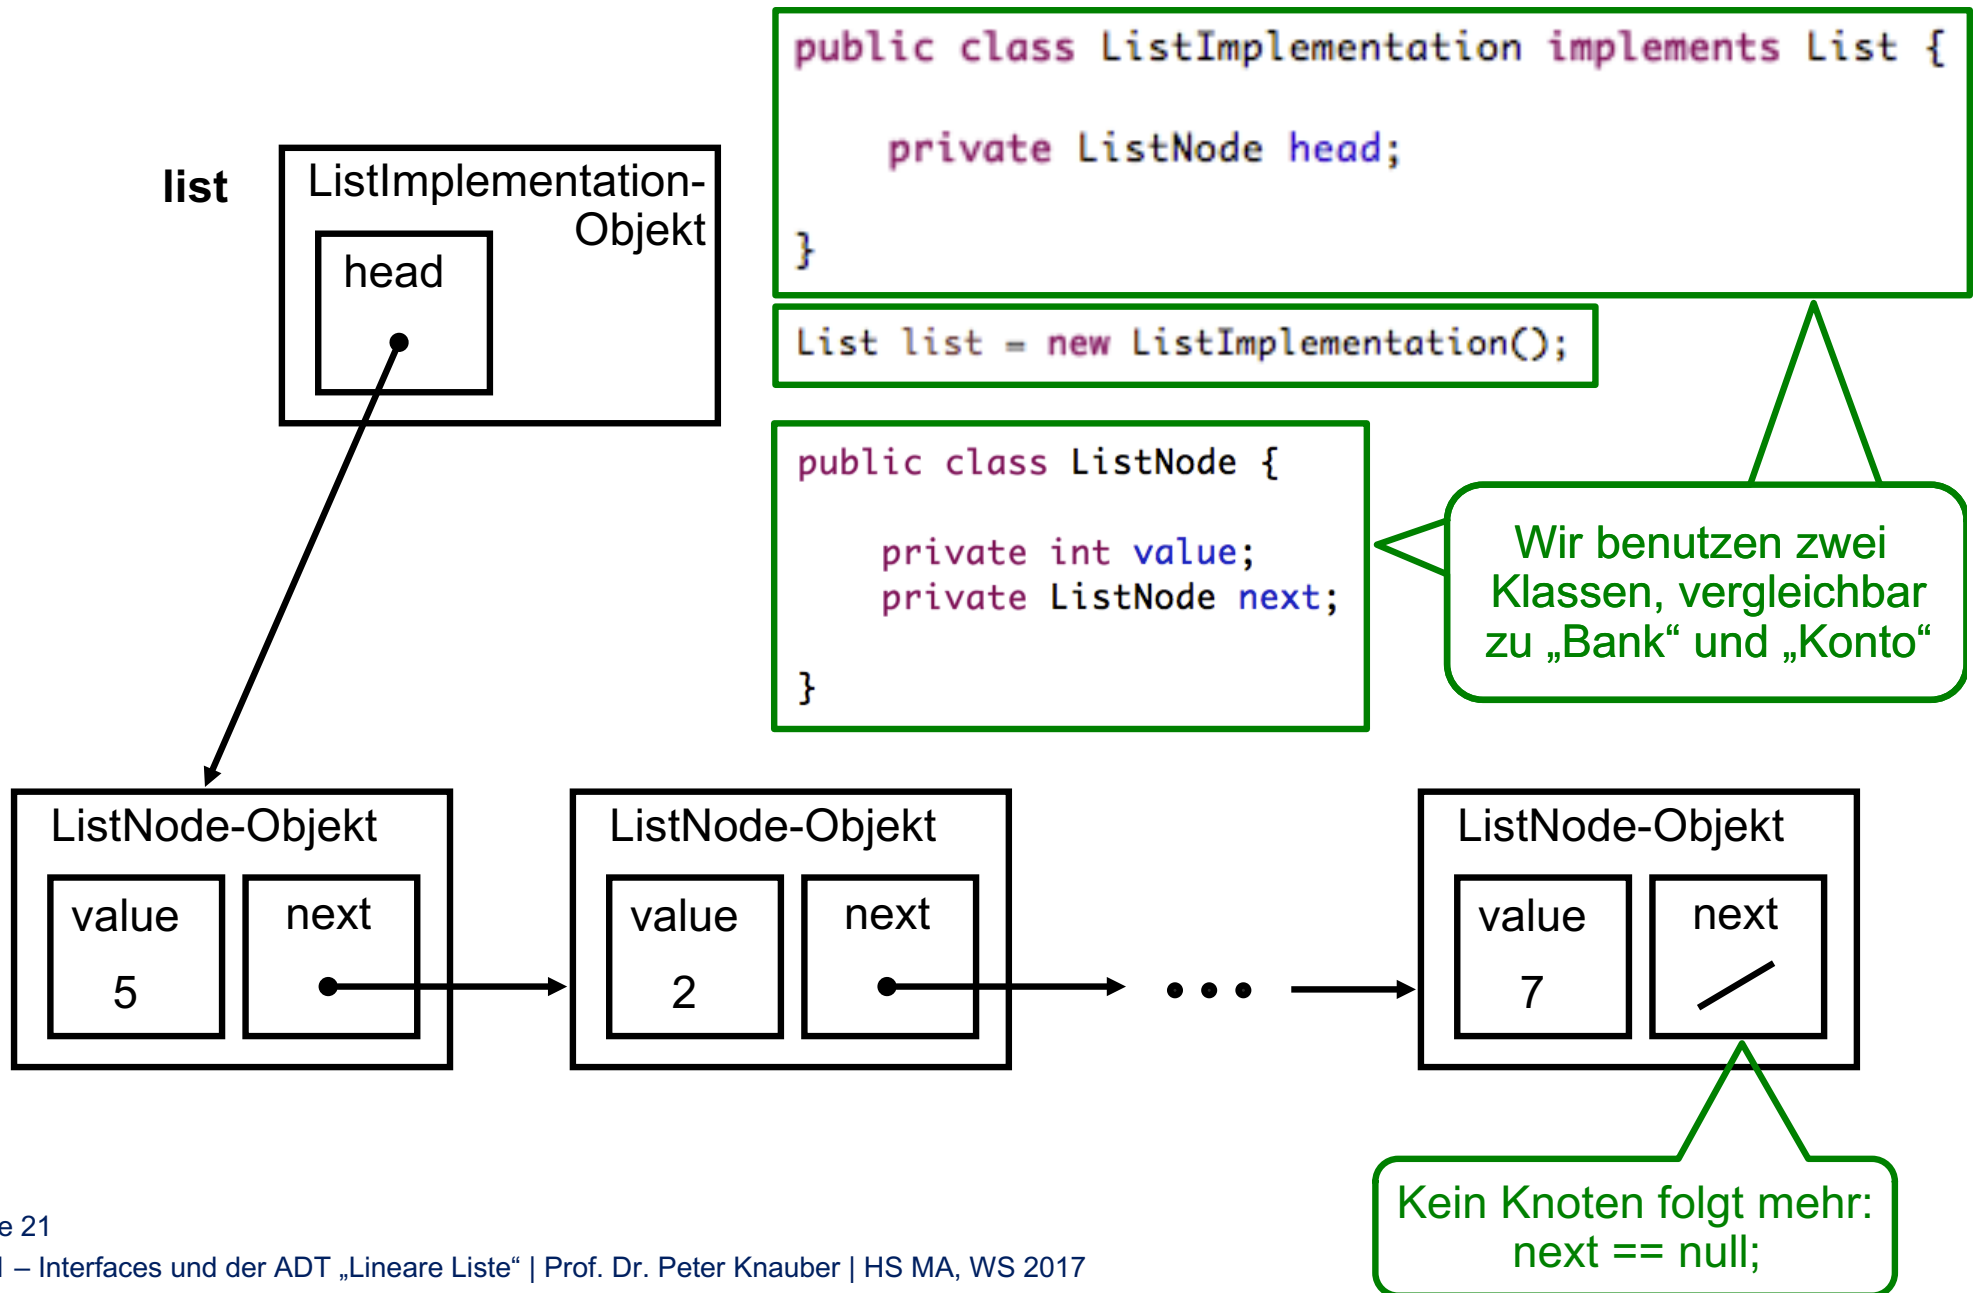 public class ListImplementation implements List {
private ListNode head;
}
list
ListImplementation-
Objekt
head
List list = new ListImplementation();
public class ListNode {
private int value;
private ListNode next;
}
Wir benutzen zwei
Klassen, vergleichbar
zu „Bank“ und „Konto“
ListNode-Objekt
value
next
5
ListNode-Objekt
value
next
2
ListNode-Objekt
value
next
7
Kein Knoten folgt mehr:
next == null;
e 21
– Interfaces und der ADT „Lineare Liste“ | Prof. Dr. Peter Knauber | HS MA, WS 2017